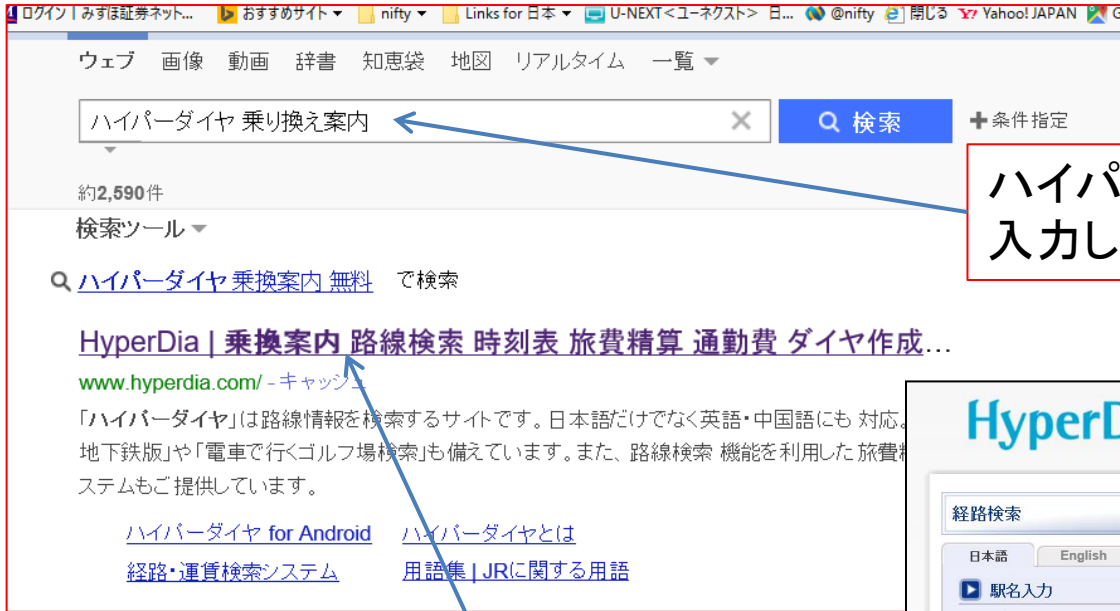 ログイン | みずほ証券ネット... おすすめサイト nifty Links for 日本 U-NEXT<ユーネクスト> 日... @nifty 閉じる Yahoo! JAPAN G
ウェブ 画像 動画 辞書 知恵袋 地図 リアルタイム 一覧
ハイパーダイヤ 乗り換え案内 × 検索 +条件指定
約2,590件
検索ツール
ハイパ
入力し
ハイパーダイヤ 乗換案内 無料 で検索
HyperDia | 乗換案内 路線検索 時刻表 旅費精算 通勤費 ダイヤ作成...
www.hyperdia.com/ - キャッシュ
「ハイパーダイヤ」は路線情報を検索するサイトです。日本語だけでなく英語・中国語にも 対応。
地下鉄版」や「電車で行くゴルフ場検索」も備えています。また、路線検索 機能を利用した 旅費
ステムもご 提供しています。
ハイパーダイヤ for Android ハイパーダイヤとは
経路・運賃検索システム 用語集 | JRに関する用語
HyperD
経路検索
日本語 English
駅名入力